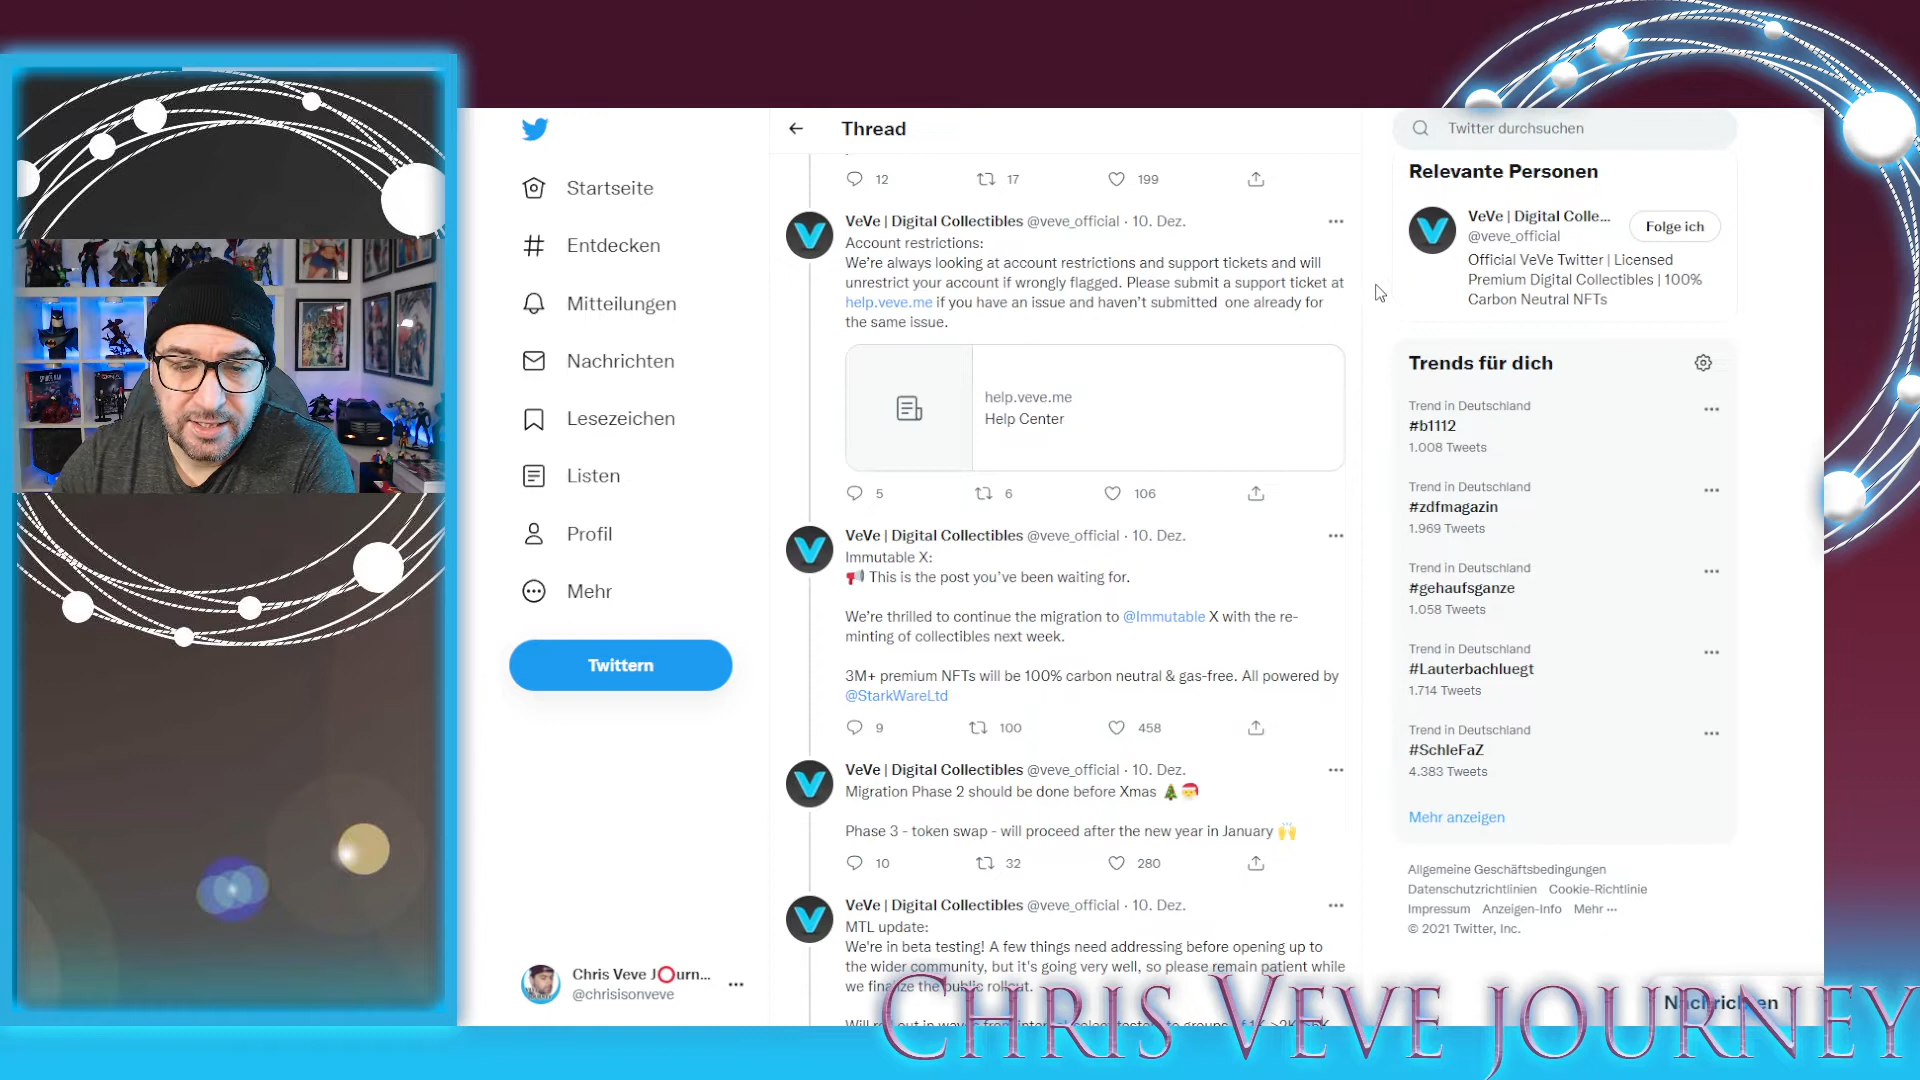 Thread
Twitter durchsuchen
Startseite
Entdecken
Mitteilungen
Nachrichten
Lesezeichen
Listen
Profil
Mehr
Twittern
Chris Veve J⭕urn...
@chrisisonveve
12
17
199
VeVe | Digital Collectibles @veve_official · 10. Dez.
Account restrictions:
We're always looking at account restrictions and support tickets and will
unrestrict your account if wrongly flagged. Please submit a support ticket at
help.veve.me if you have an issue and haven't submitted one already for
the same issue.
help.veve.me
Help Center
5
6
106
VeVe | Digital Collectibles @veve_official · 10. Dez.
Immutable X:
📢 This is the post you've been waiting for.
We're thrilled to continue the migration to @Immutable X with the re-
minting of collectibles next week.
3M+ premium NFTs will be 100% carbon neutral & gas-free. All powered by
@StarkWareLtd
9
100
458
VeVe | Digital Collectibles @veve_official · 10. Dez.
Migration Phase 2 should be done before Xmas 🎄🎅
Phase 3 - token swap - will proceed after the new year in January 🙌
10
32
280
VeVe | Digital Collectibles @veve_official · 10. Dez.
MTL update:
We're in beta testing! A few things need addressing before opening up to
the wider community, but it's going very well, so please remain patient while
we finalize the public rollout.
Relevante Personen
VeVe | Digital Colle...
@veve_official
Folge ich
Official VeVe Twitter | Licensed
Premium Digital Collectibles | 100%
Carbon Neutral NFTs
Trends für dich
Trend in Deutschland
#b1112
1.008 Tweets
Trend in Deutschland
#zdfmagazin
1.969 Tweets
Trend in Deutschland
#gehaufsganze
1.058 Tweets
Trend in Deutschland
#Lauterbachluegt
1.714 Tweets
Trend in Deutschland
#SchleFaZ
4.383 Tweets
Mehr anzeigen
Allgemeine Geschäftsbedingungen
Datenschutzrichtlinien Cookie-Richtlinie
Impressum Anzeigen-Info Mehr ···
© 2021 Twitter, Inc.
Nachrichten
CHRIS VEVE JOURNEY